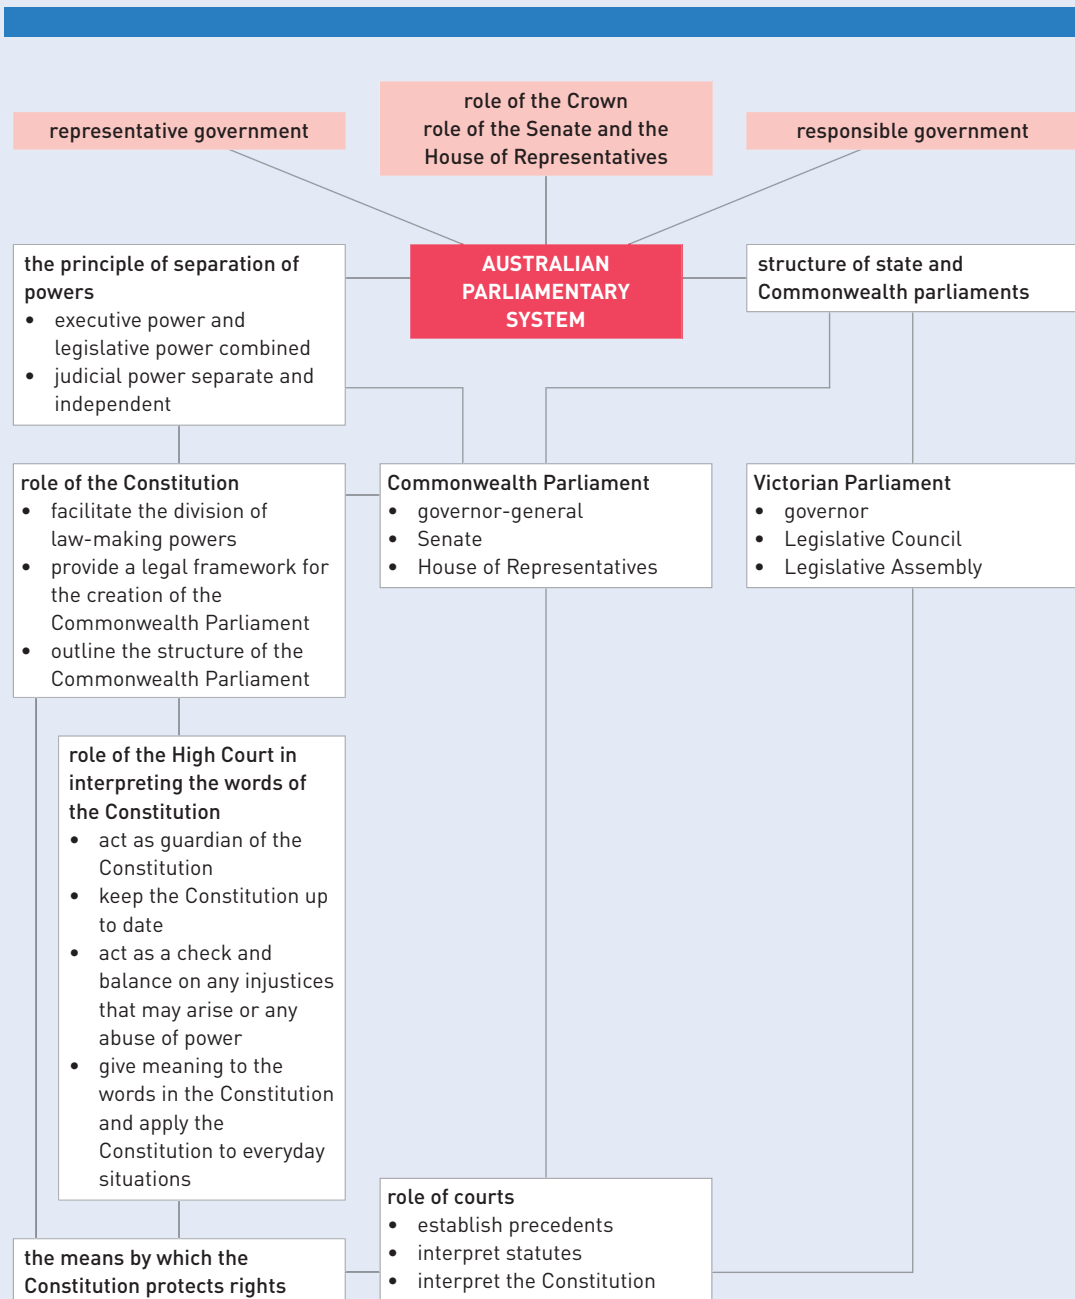 representative government
role of the Crown
role of the Senate and the
House of Representatives
responsible government
the principle of separation of
powers
• executive power and
legislative power combined
• judicial power separate and
independent
AUSTRALIAN
PARLIAMENTARY
SYSTEM
structure of state and
Commonwealth parliaments
role of the Constitution
• facilitate the division of
law-making powers
• provide a legal framework for
the creation of the
Commonwealth Parliament
• outline the structure of the
Commonwealth Parliament
Commonwealth Parliament
• governor-general
• Senate
• House of Representatives
Victorian Parliament
• governor
• Legislative Council
• Legislative Assembly
role of the High Court in
interpreting the words of
the Constitution
• act as guardian of the
Constitution
• keep the Constitution up
to date
• act as a check and
balance on any injustices
that may arise or any
abuse of power
• give meaning to the
words in the Constitution
and apply the
Constitution to everyday
situations
role of courts
• establish precedents
• interpret statutes
• interpret the Constitution
the means by which the
Constitution protects rights